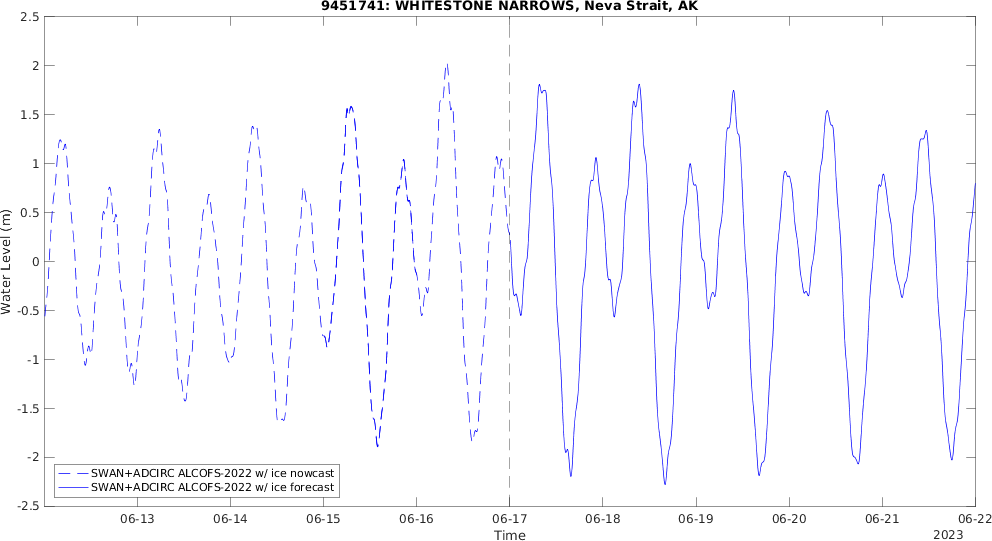 9451741: WHITESTONE NARROWS, Neva Strait, AK
2.5
2
1.5
1
0.5
0
-0.5
-1
-1.5
-2
-2.5
Water Level (m)
SWAN+ADCIRC ALCOFS-2022 w/ ice nowcast
SWAN+ADCIRC ALCOFS-2022 w/ ice forecast
06-13 06-14 06-15 06-16 06-17 06-18 06-19 06-20 06-21 06-22
Time
2023